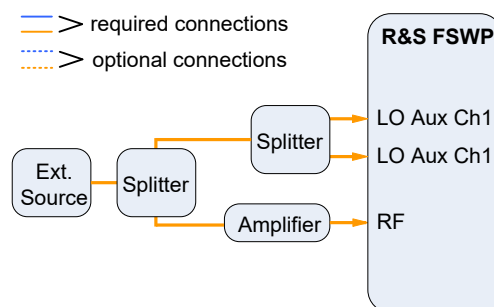 required connections
optional connections
R&S FSWP
LO Aux Ch1
Splitter
LO Aux Ch1
Ext.
Source
Splitter
Amplifier
RF